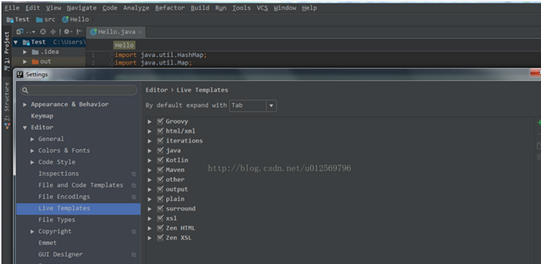 File Edit View Navigate Code Analyze Refactor Build Run Tools VCS Window Help
Test src Hello
1: Project
Hello.java
Test C:\Users\
Hello
.idea
import java.util.HashMap;
out
import java.util.Map;
Z: Structure
Settings
Editor › Live Templates
Appearance & Behavior
By default expand with Tab
Keymap
Editor
General
Colors & Fonts
Code Style
Inspections
File and Code Templates
File Encodings
Live Templates
File Types
Copyright
Emmet
GUI Designer
Groovy
html/xml
iterations
java
Kotlin
Maven
other
output
plain
surround
xsl
Zen HTML
Zen XSL
http://blog.csdn.net/u012569796